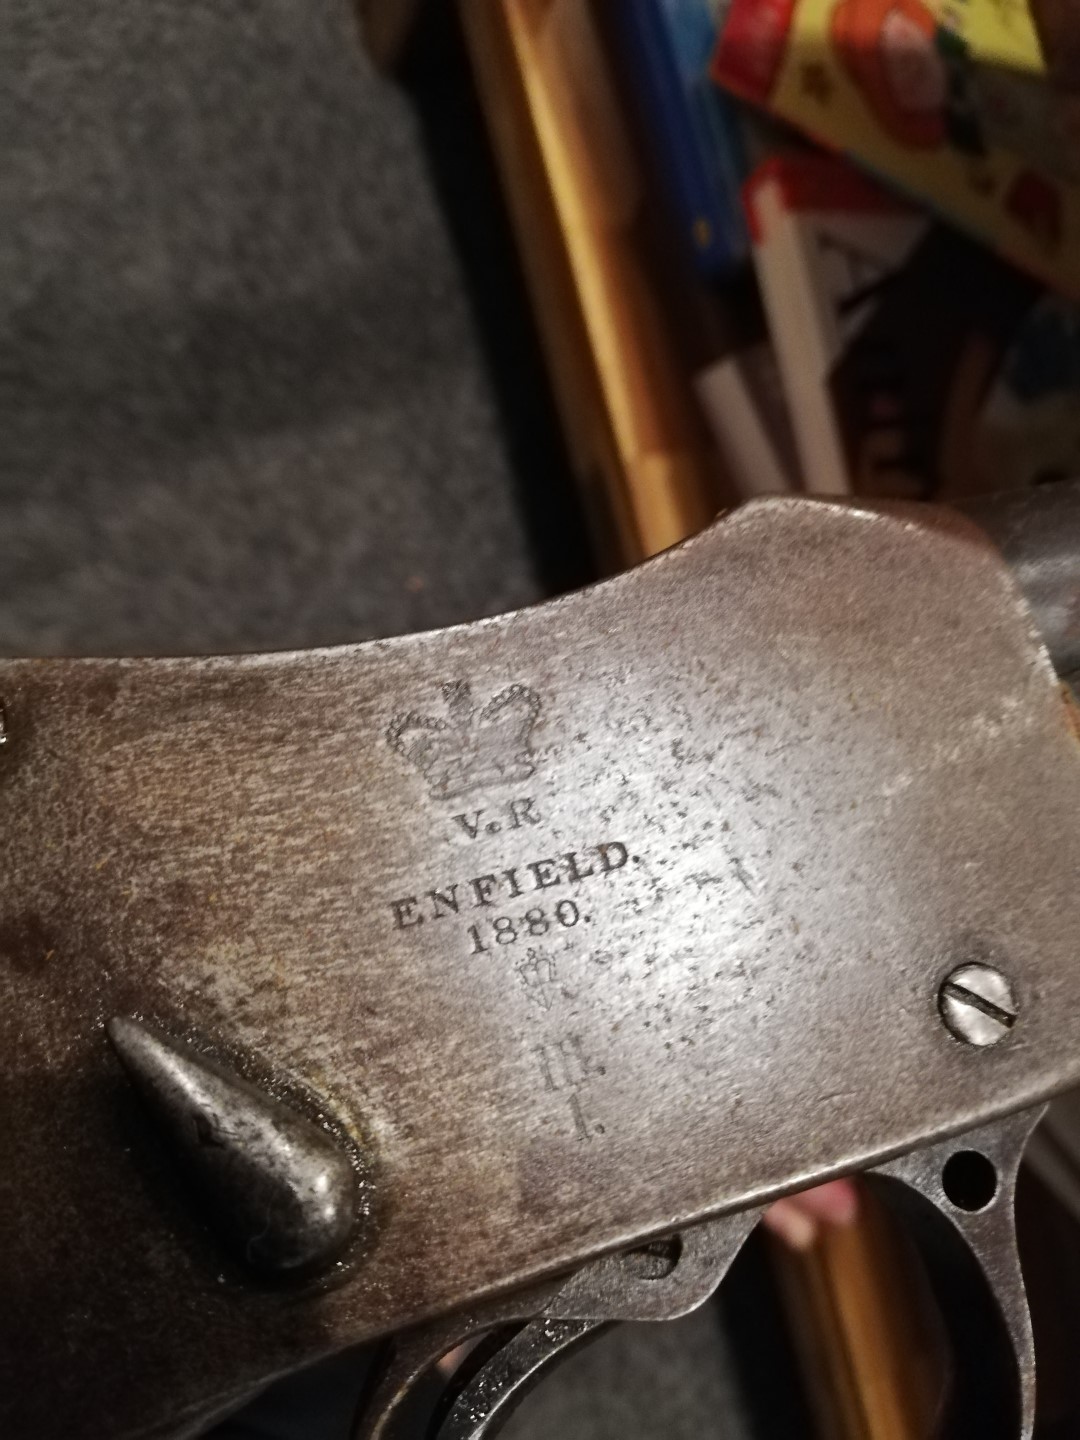 V.R
ENFIELD.
1880.
III.
1.